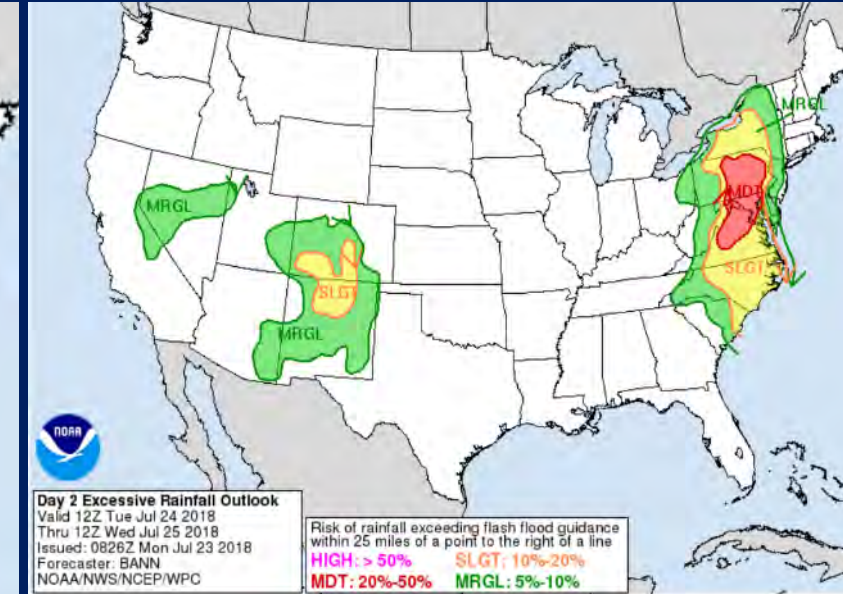 MRGL
MRGL
MDT
SLGT
SLGT
MRGL
NOAA
Day 2 Excessive Rainfall Outlook
Valid 12Z Tue Jul 24 2018
Thru 12Z Wed Jul 25 2018
Issued: 0826Z Mon Jul 23 2018
Forecaster: BANN
NOAA/NWS/NCEP/WPC
Risk of rainfall exceeding flash flood guidance
within 25 miles of a point to the right of a line
HIGH: > 50% SLGT: 10%-20%
MDT: 20%-50% MRGL: 5%-10%